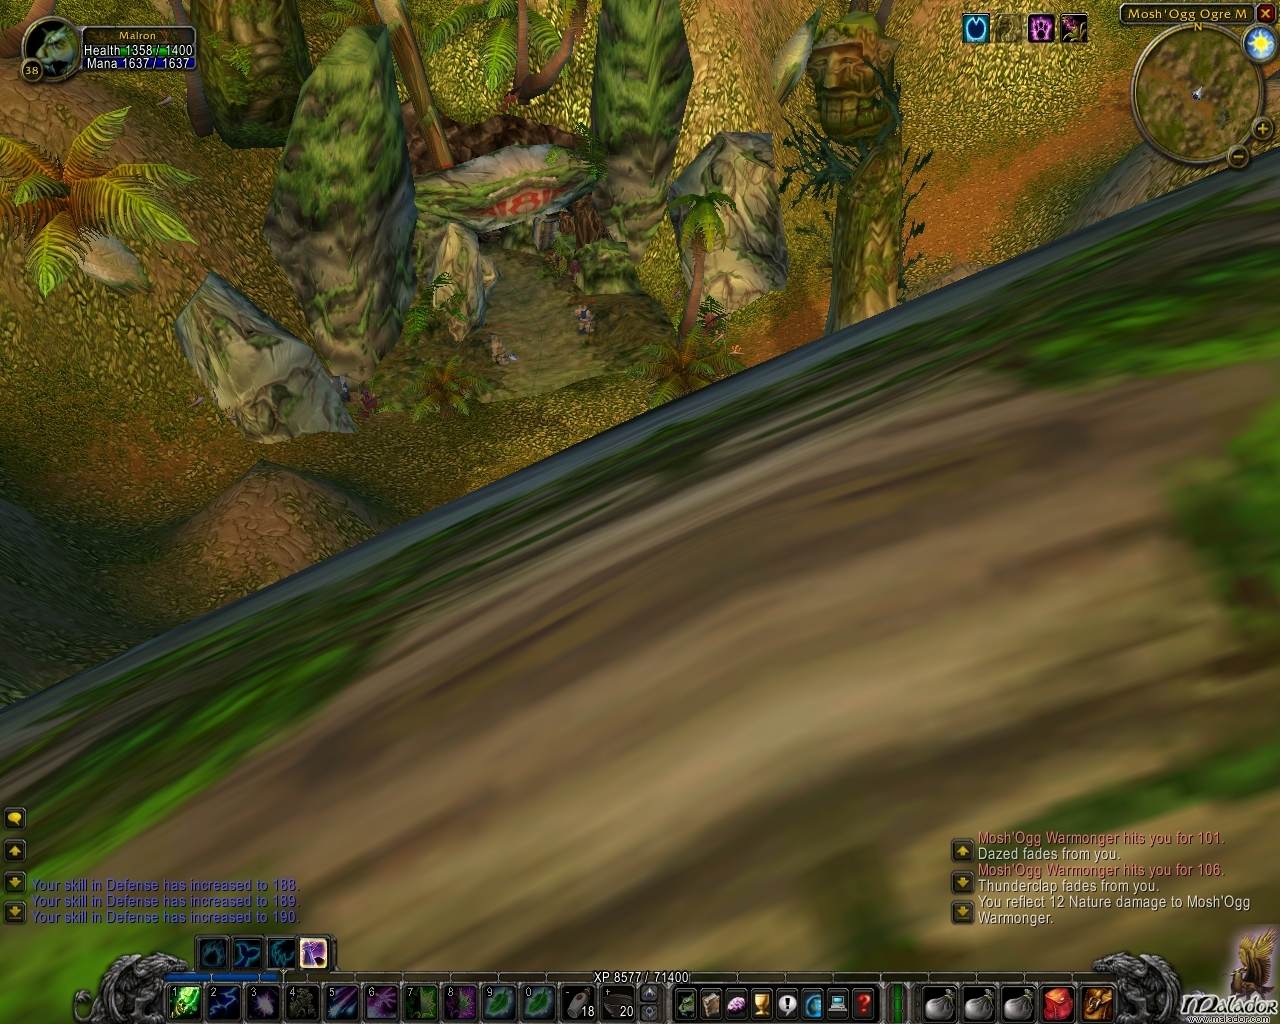 Malron
Health 1358 / 1400
Mana 1637 / 1637
38
Mosh'Ogg Ogre M
N
Mosh'Ogg Warmonger hits you for 101.
Dazed fades from you.
Mosh'Ogg Warmonger hits you for 106.
Thunderclap fades from you.
You reflect 12 Nature damage to Mosh'Ogg
Warmonger.
Your skill in Defense has increased to 188.
Your skill in Defense has increased to 189.
Your skill in Defense has increased to 190.
XP 8577 / 71400
1 2 3 4 5 6 7 8 9 0 - 18 + 20
Malador
www.malador.com